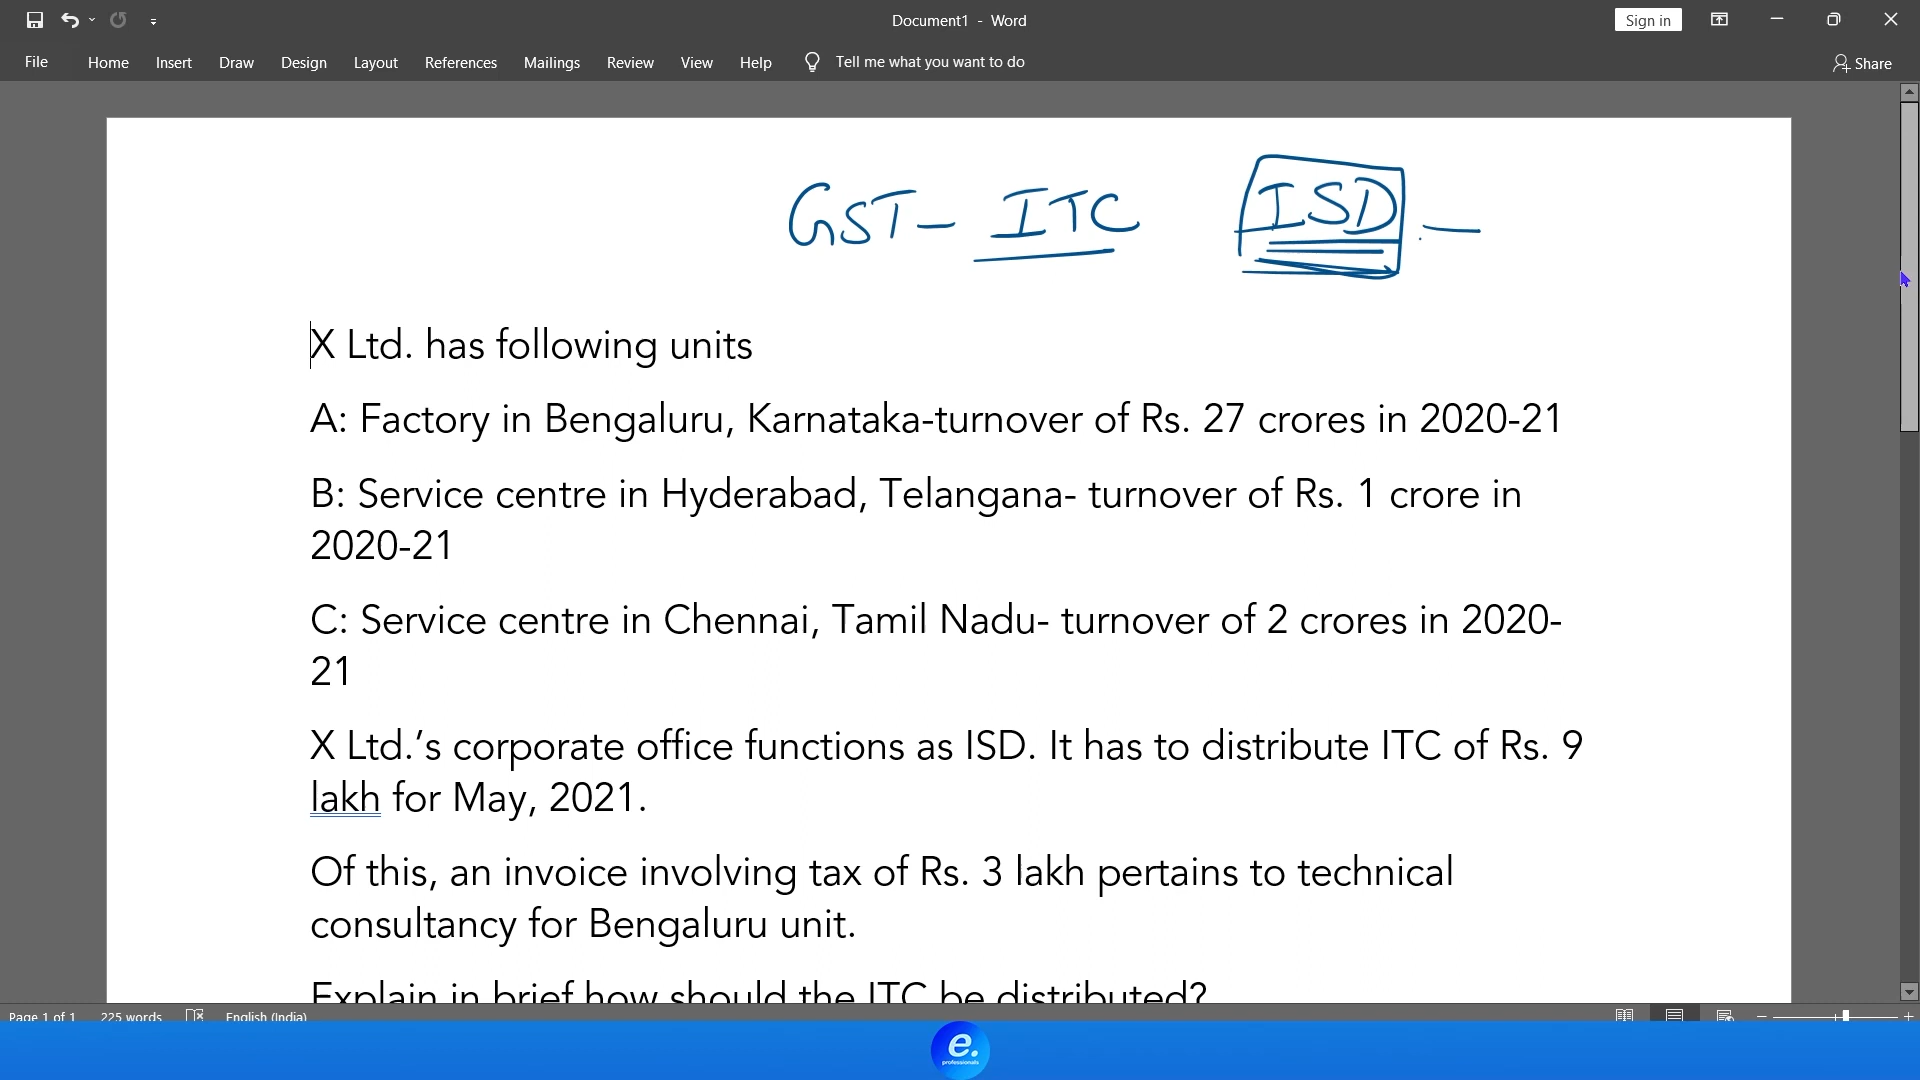 Document1 - Word
Sign in
File Home Insert Draw Design Layout References Mailings Review View Help Tell me what you want to do
Share
GST - ITC ISD -
X Ltd. has following units
A: Factory in Bengaluru, Karnataka-turnover of Rs. 27 crores in 2020-21
B: Service centre in Hyderabad, Telangana- turnover of Rs. 1 crore in
2020-21
C: Service centre in Chennai, Tamil Nadu- turnover of 2 crores in 2020-
21
X Ltd.’s corporate office functions as ISD. It has to distribute ITC of Rs. 9
lakh for May, 2021.
Of this, an invoice involving tax of Rs. 3 lakh pertains to technical
consultancy for Bengaluru unit.
Explain in brief how should the ITC be distributed?
Page 1 of 1 225 words English (India)
e.
professionals